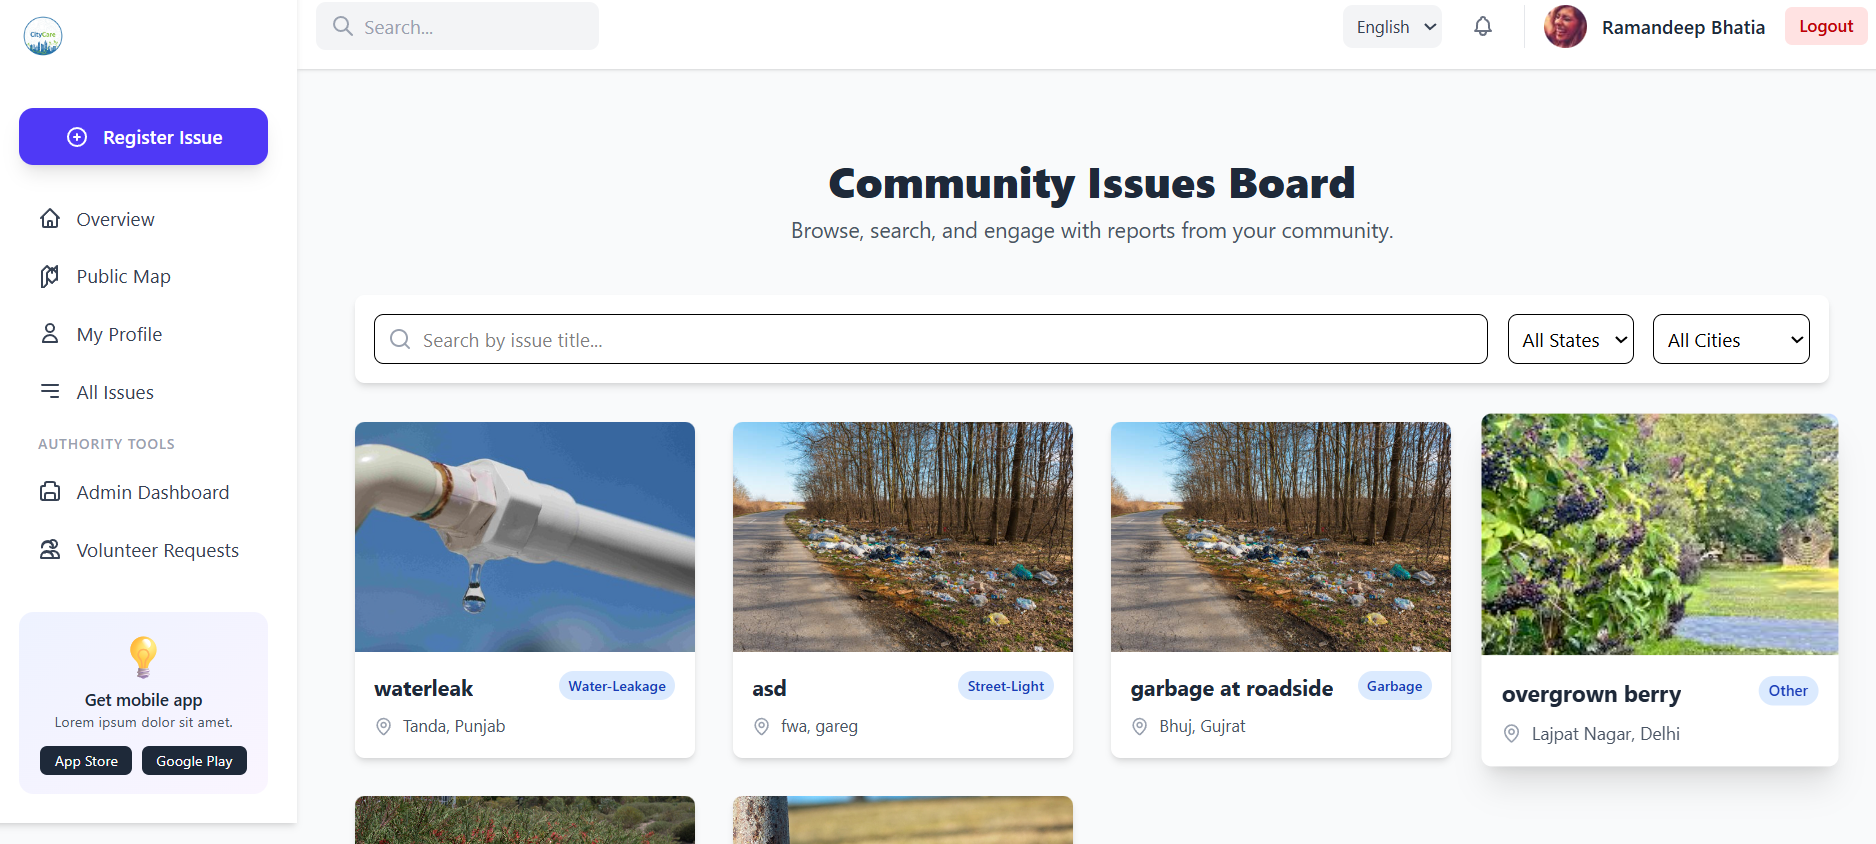 CityCare
Search...
English
Ramandeep Bhatia
Logout
Register Issue
Overview
Public Map
My Profile
All Issues
AUTHORITY TOOLS
Admin Dashboard
Volunteer Requests
Get mobile app
Lorem ipsum dolor sit amet.
App Store
Google Play
Community Issues Board
Browse, search, and engage with reports from your community.
Search by issue title...
All States
All Cities
waterleak
Water-Leakage
Tanda, Punjab
asd
Street-Light
fwa, gareg
garbage at roadside
Garbage
Bhuj, Gujrat
overgrown berry
Other
Lajpat Nagar, Delhi